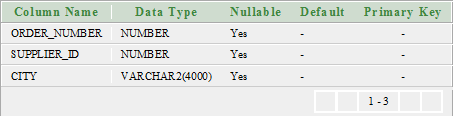 Column Name Data Type Nullable Default Primary Key
ORDER_NUMBER NUMBER Yes - -
SUPPLIER_ID NUMBER Yes - -
CITY VARCHAR2(4000) Yes - -
1 - 3